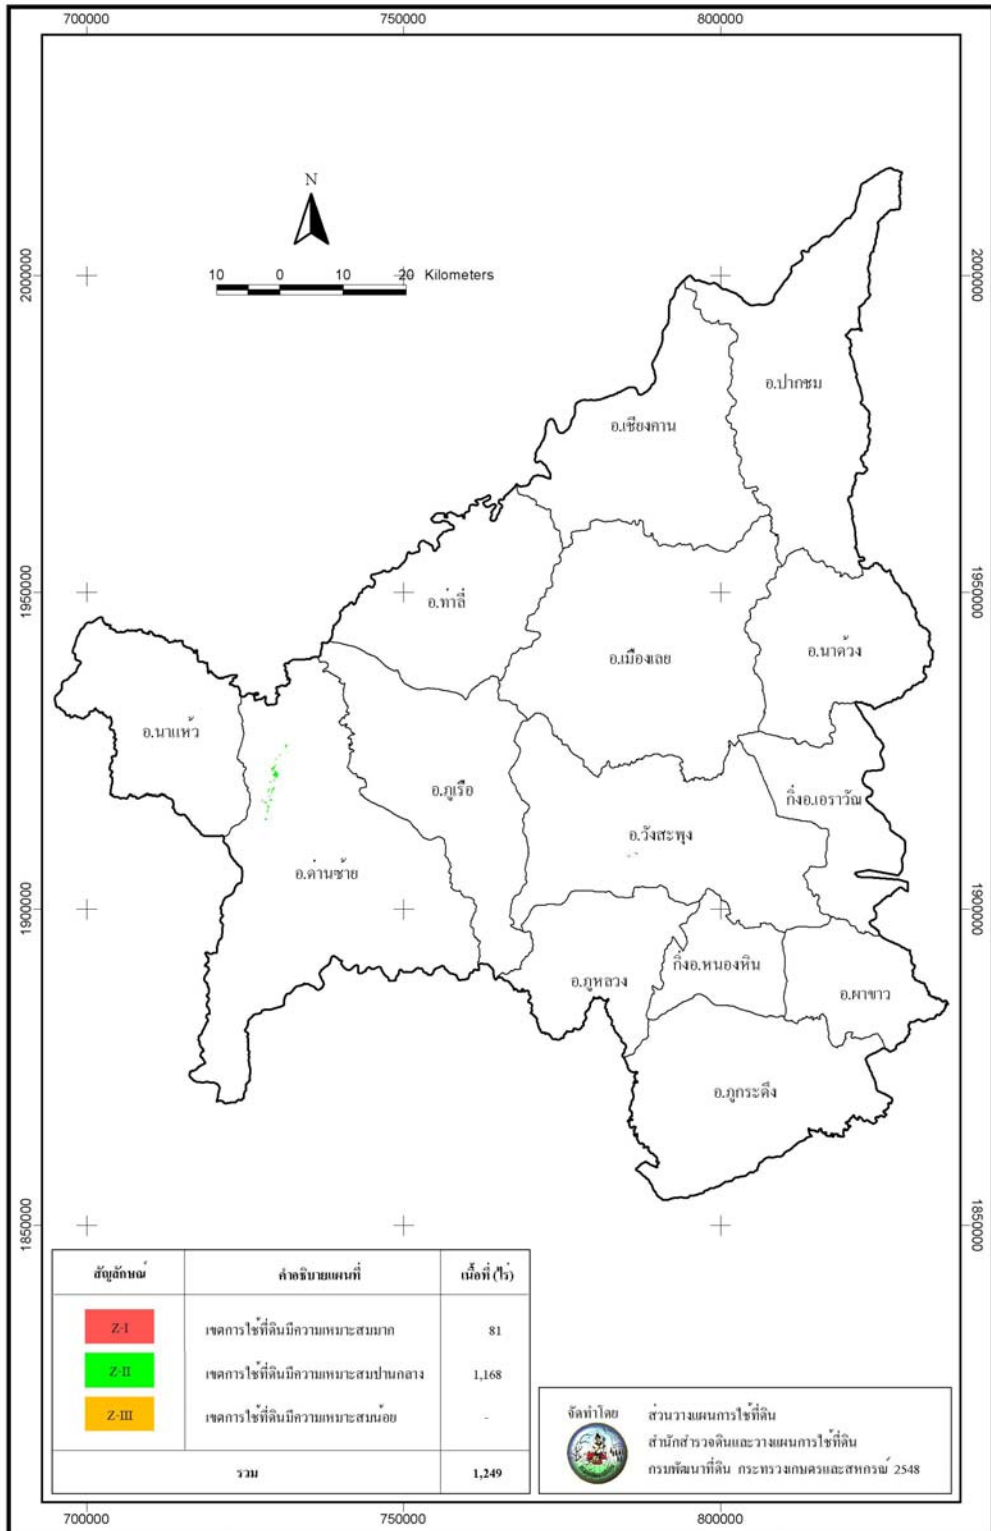 700000 750000 800000
N
10 0 10 20 Kilometers
2000000 2000000
อ.ปากชม
อ.เชียงคาน
1950000 1950000
อ.ท่าลี่
อ.เมืองเลย
อ.นาด้วง
อ.นาแห้ว
อ.ภูเรือ
กิ่งอ.เอราวัณ
อ.วังสะพุง
อ.ด่านซ้าย
1900000 1900000
กิ่งอ.หนองหิน
อ.ภูหลวง
อ.ผาขาว
อ.ภูกระดึง
1850000 1850000
สัญลักษณ์ คำอธิบายแผนที่ เนื้อที่ (ไร่)
Z-I เขตการใช้ที่ดินมีความเหมาะสมมาก 81
Z-II เขตการใช้ที่ดินมีความเหมาะสมปานกลาง 1,168
Z-III เขตการใช้ที่ดินมีความเหมาะสมน้อย -
รวม 1,249
จัดทำโดย ส่วนวางแผนการใช้ที่ดิน
สำนักสำรวจดินและวางแผนการใช้ที่ดิน
กรมพัฒนาที่ดิน กระทรวงเกษตรและสหกรณ์ 2548
700000 750000 800000